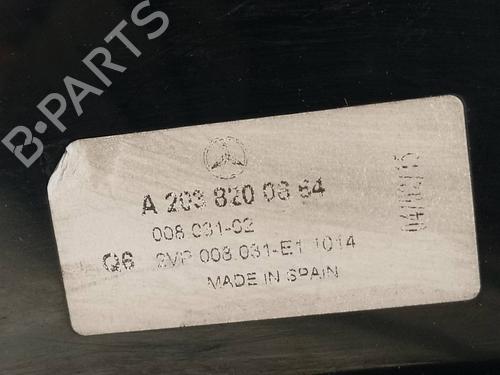 B-PARTS
A 203 820 08 64
008 031-02
Q6 2VP 008.031-E1 1014
MADE IN SPAIN